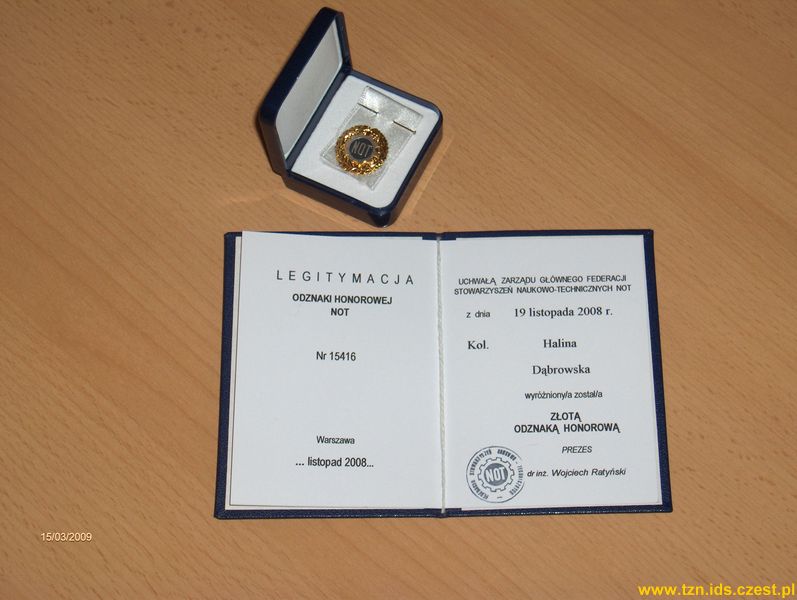 NOT
LEGITYMACJA
ODZNAKI HONOROWEJ
NOT
Nr 15416
Warszawa
... listopad 2008...
UCHWAŁĄ ZARZĄDU GŁÓWNEGO FEDERACJI
STOWARZYSZEŃ NAUKOWO-TECHNICZNYCH NOT
z dnia 19 listopada 2008 r.
Kol. Halina
Dąbrowska
wyróżniony/a został/a
ZŁOTĄ
ODZNAKĄ HONOROWĄ
PREZES
dr inż. Wojciech Ratyński
NOT
15/03/2009
www.tzn.ids.czest.pl